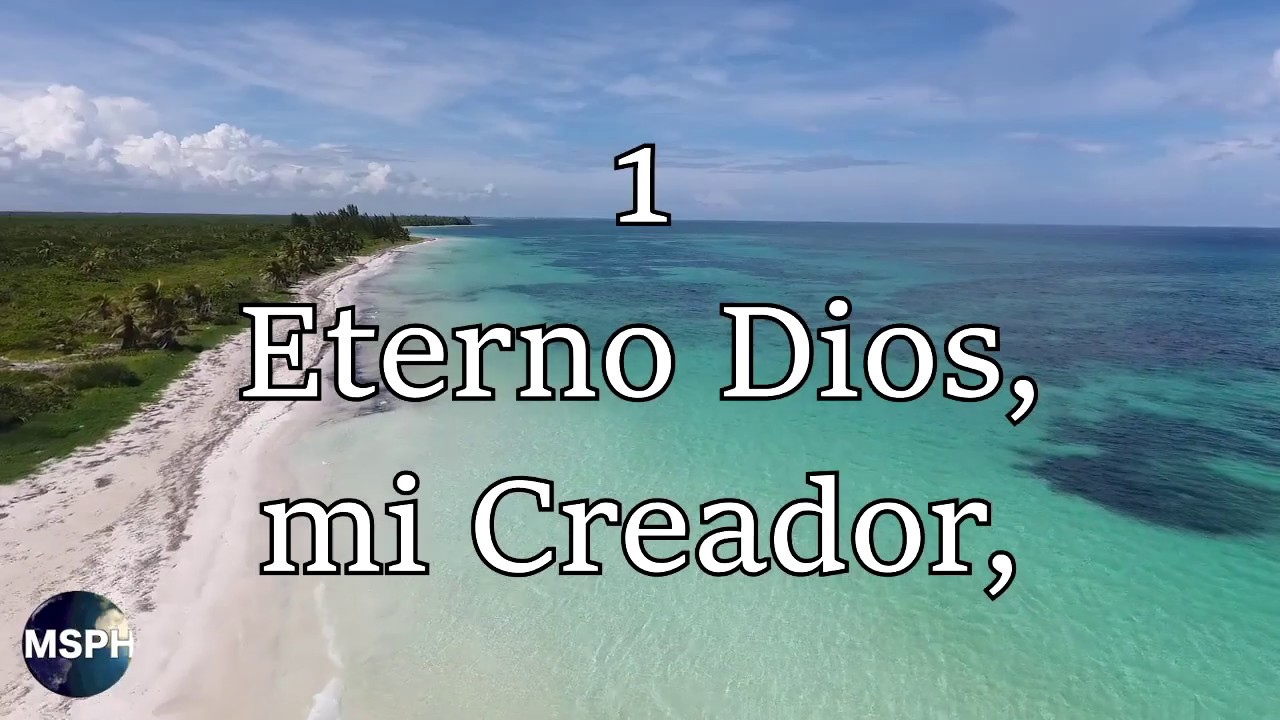 1
Eterno Dios,
mi Creador,
MSPH